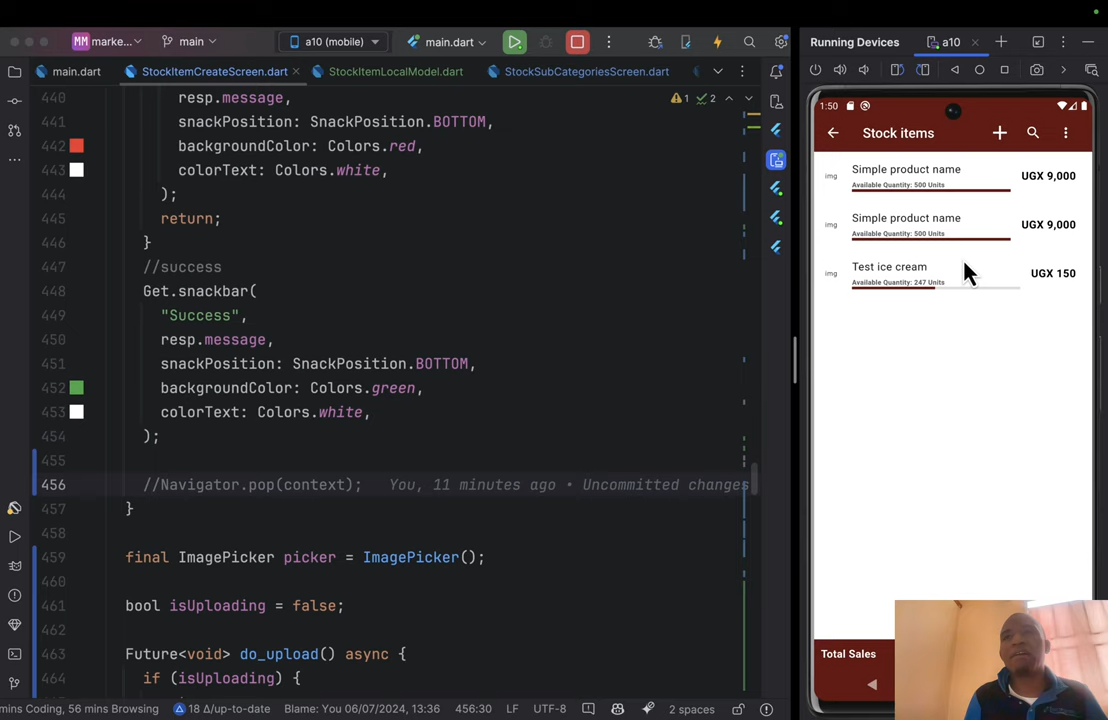 MM marke... main a10 (mobile) main.dart
Running Devices a10
main.dart StockItemCreateScreen.dart StockItemLocalModel.dart StockSubCategoriesScreen.dart
440 resp.message,
441 snackPosition: SnackPosition.BOTTOM,
442 backgroundColor: Colors.red,
443 colorText: Colors.white,
444 );
445 return;
446 }
447 //success
448 Get.snackbar(
449 "Success",
450 resp.message,
451 snackPosition: SnackPosition.BOTTOM,
452 backgroundColor: Colors.green,
453 colorText: Colors.white,
454 );
455
456 //Navigator.pop(context); You, 11 minutes ago • Uncommitted changes
457 }
458
459 final ImagePicker picker = ImagePicker();
460
461 bool isUploading = false;
462
463 Future<void> do_upload() async {
464 if (isUploading) {
1 2
1:50
Stock items
img Simple product name UGX 9,000
Available Quantity: 500 Units
img Simple product name UGX 9,000
Available Quantity: 500 Units
img Test ice cream UGX 150
Available Quantity: 247 Units
Total Sales
mins Coding, 56 mins Browsing 18 Δ/up-to-date Blame: You 06/07/2024, 13:36 456:30 LF UTF-8 2 spaces